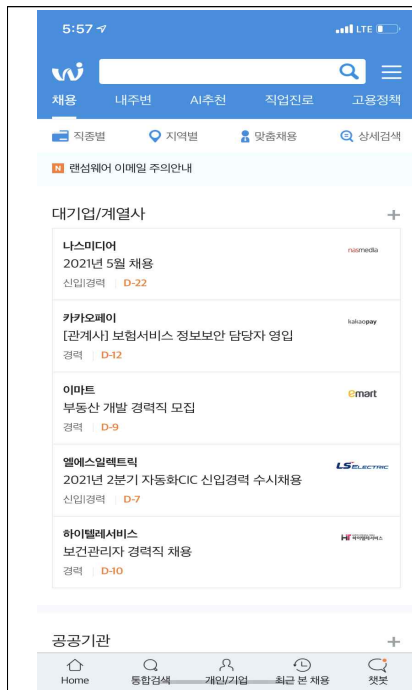 5:57
LTE
채용 내주변 AI추천 직업진로 고용정책
직종별 지역별 맞춤채용 상세검색
N 랜섬웨어 이메일 주의안내
대기업/계열사 +
나스미디어
nasmedia
2021년 5월 채용
신입|경력 D-22
카카오페이
kakaopay
[관계사] 보험서비스 정보보안 담당자 영입
경력 D-12
이마트
emart
부동산 개발 경력직 모집
경력 D-9
엘에스일렉트릭
LS ELECTRIC
2021년 2분기 자동화CIC 신입경력 수시채용
신입|경력 D-7
하이텔레서비스
보건관리자 경력직 채용
경력 D-10
공공기관 +
Home 통합검색 개인/기업 최근 본 채용 챗봇